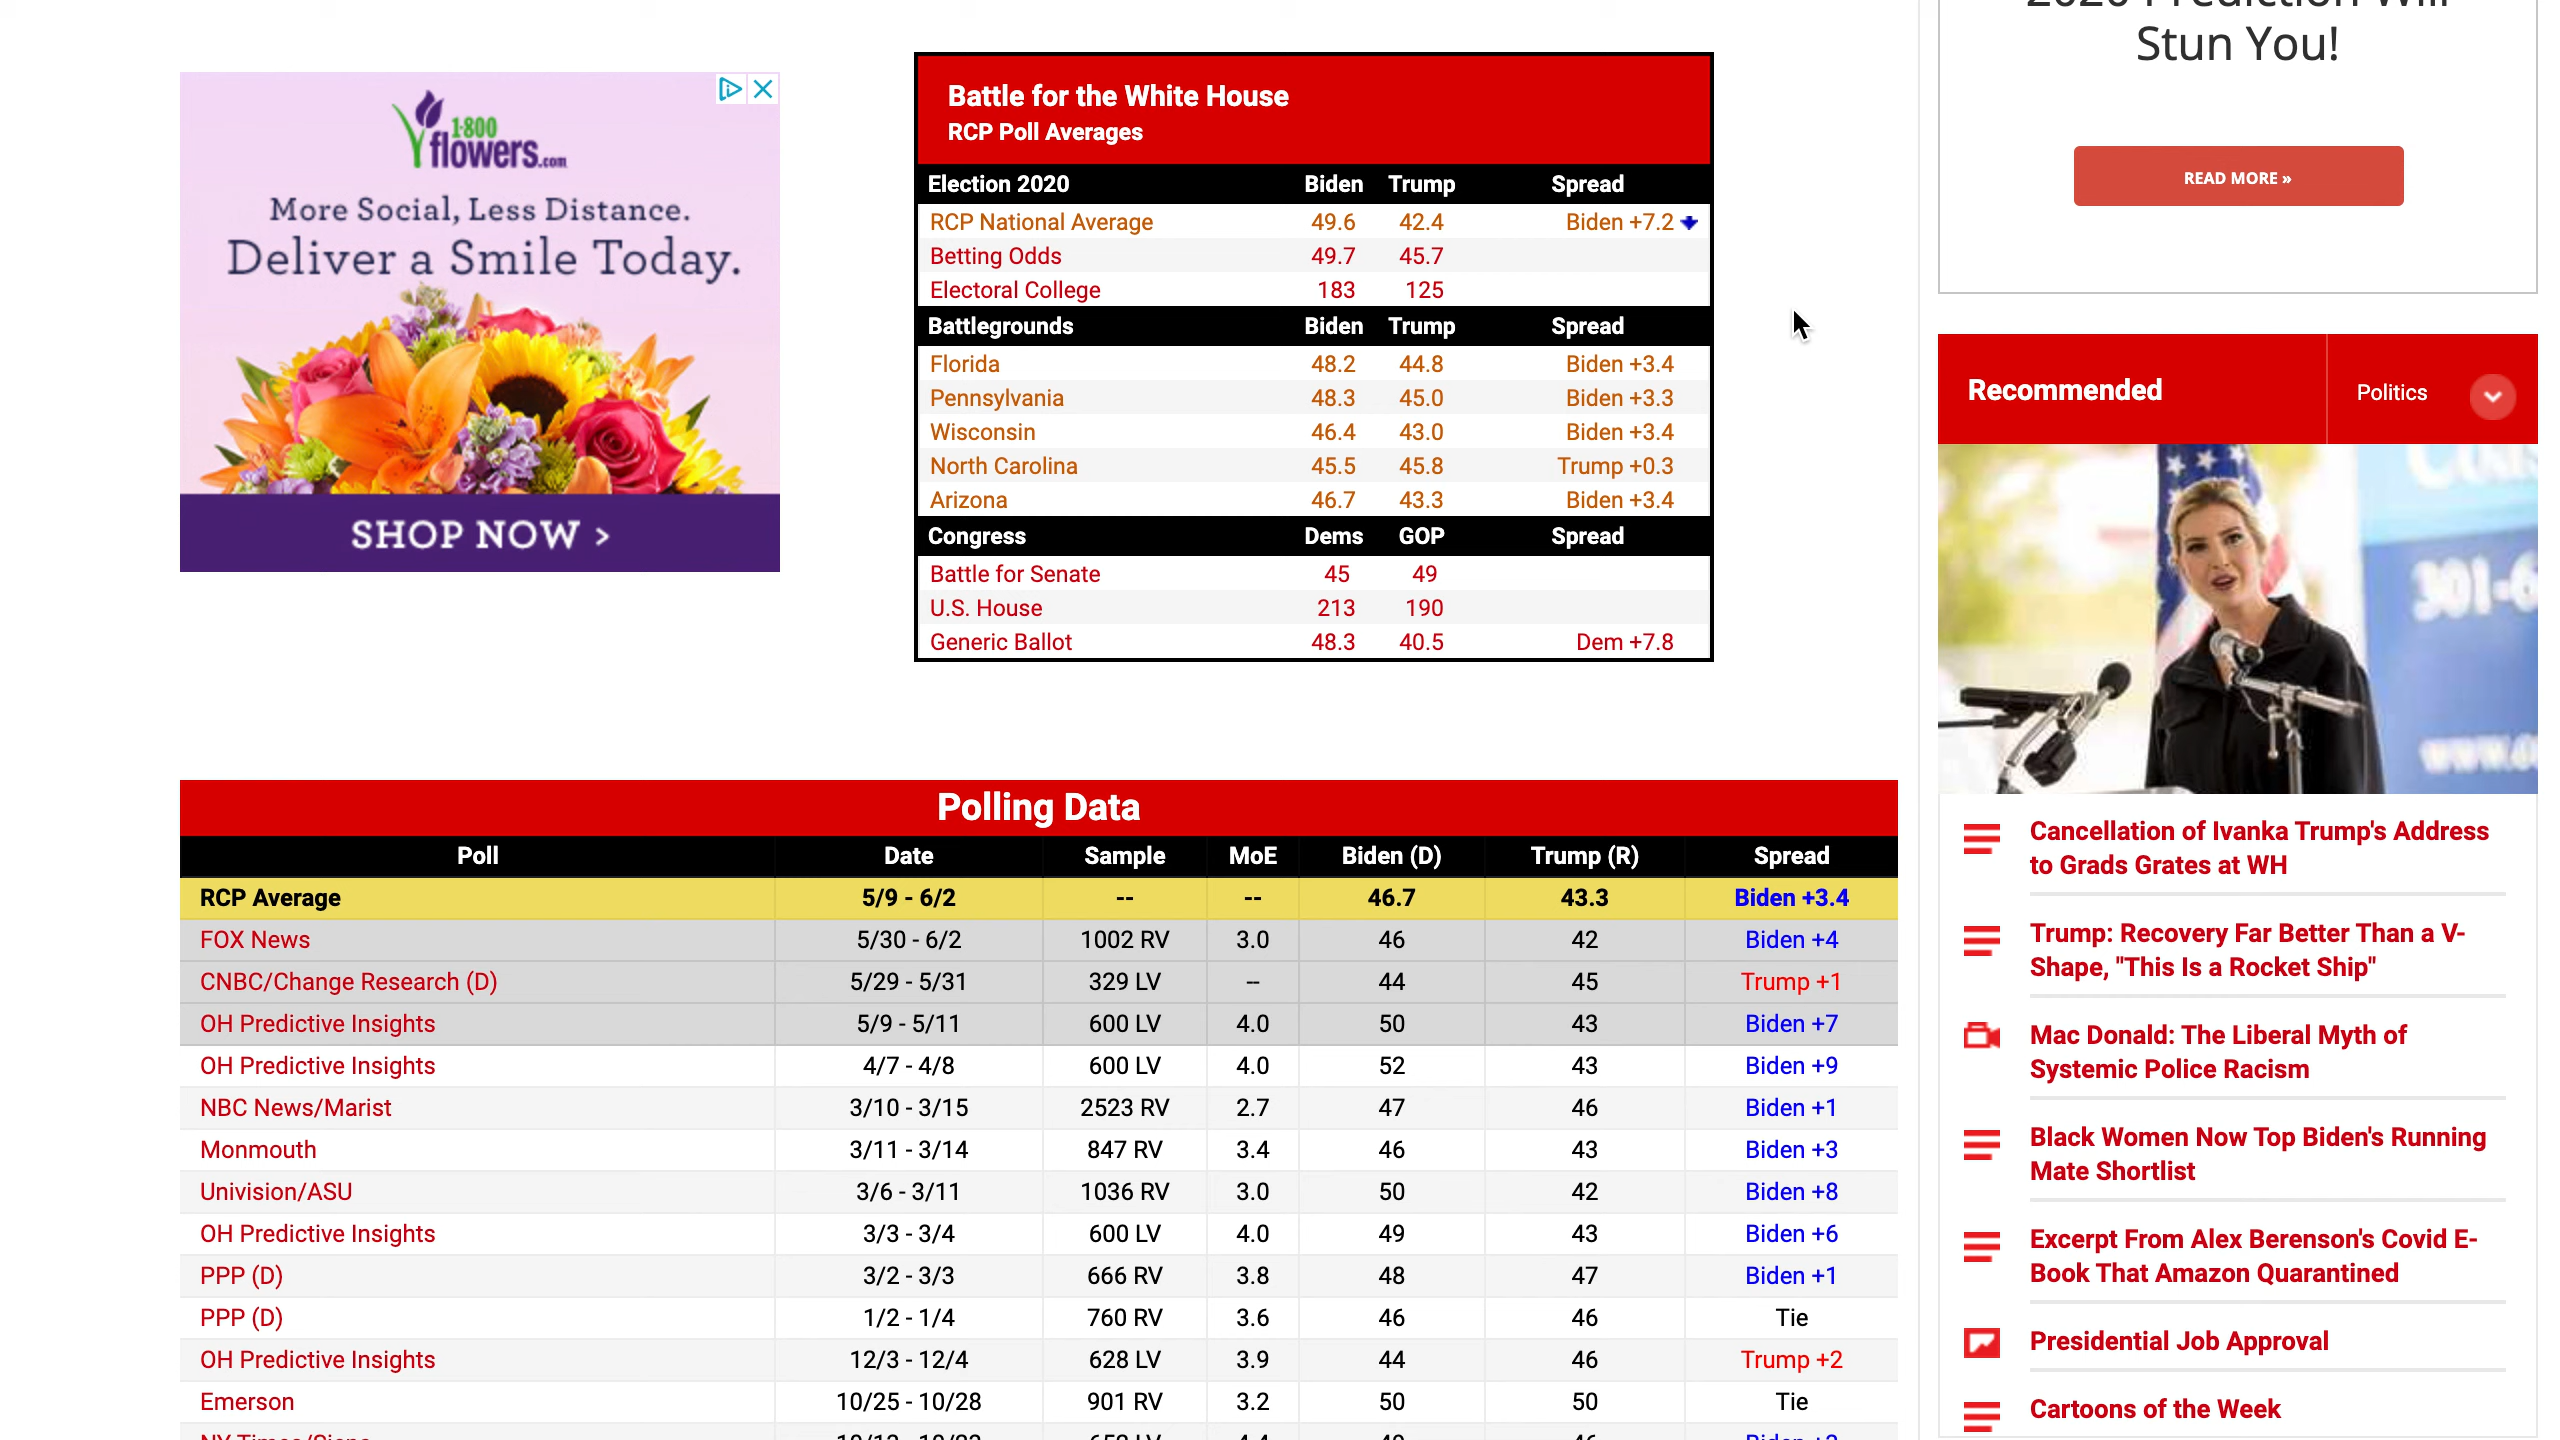 2020 Prediction Will
Stun You!
READ MORE »
1-800
flowers.com
More Social, Less Distance.
Deliver a Smile Today.
SHOP NOW >
Battle for the White House
RCP Poll Averages
Election 2020 Biden Trump Spread
RCP National Average 49.6 42.4 Biden +7.2
Betting Odds 49.7 45.7
Electoral College 183 125
Battlegrounds Biden Trump Spread
Florida 48.2 44.8 Biden +3.4
Pennsylvania 48.3 45.0 Biden +3.3
Wisconsin 46.4 43.0 Biden +3.4
North Carolina 45.5 45.8 Trump +0.3
Arizona 46.7 43.3 Biden +3.4
Congress Dems GOP Spread
Battle for Senate 45 49
U.S. House 213 190
Generic Ballot 48.3 40.5 Dem +7.8
Polling Data
Poll Date Sample MoE Biden (D) Trump (R) Spread
RCP Average 5/9 - 6/2 -- -- 46.7 43.3 Biden +3.4
FOX News 5/30 - 6/2 1002 RV 3.0 46 42 Biden +4
CNBC/Change Research (D) 5/29 - 5/31 329 LV -- 44 45 Trump +1
OH Predictive Insights 5/9 - 5/11 600 LV 4.0 50 43 Biden +7
OH Predictive Insights 4/7 - 4/8 600 LV 4.0 52 43 Biden +9
NBC News/Marist 3/10 - 3/15 2523 RV 2.7 47 46 Biden +1
Monmouth 3/11 - 3/14 847 RV 3.4 46 43 Biden +3
Univision/ASU 3/6 - 3/11 1036 RV 3.0 50 42 Biden +8
OH Predictive Insights 3/3 - 3/4 600 LV 4.0 49 43 Biden +6
PPP (D) 3/2 - 3/3 666 RV 3.8 48 47 Biden +1
PPP (D) 1/2 - 1/4 760 RV 3.6 46 46 Tie
OH Predictive Insights 12/3 - 12/4 628 LV 3.9 44 46 Trump +2
Emerson 10/25 - 10/28 901 RV 3.2 50 50 Tie
Recommended Politics
301-6
Cancellation of Ivanka Trump's Address
to Grads Grates at WH
Trump: Recovery Far Better Than a V-
Shape, "This Is a Rocket Ship"
Mac Donald: The Liberal Myth of
Systemic Police Racism
Black Women Now Top Biden's Running
Mate Shortlist
Excerpt From Alex Berenson's Covid E-
Book That Amazon Quarantined
Presidential Job Approval
Cartoons of the Week